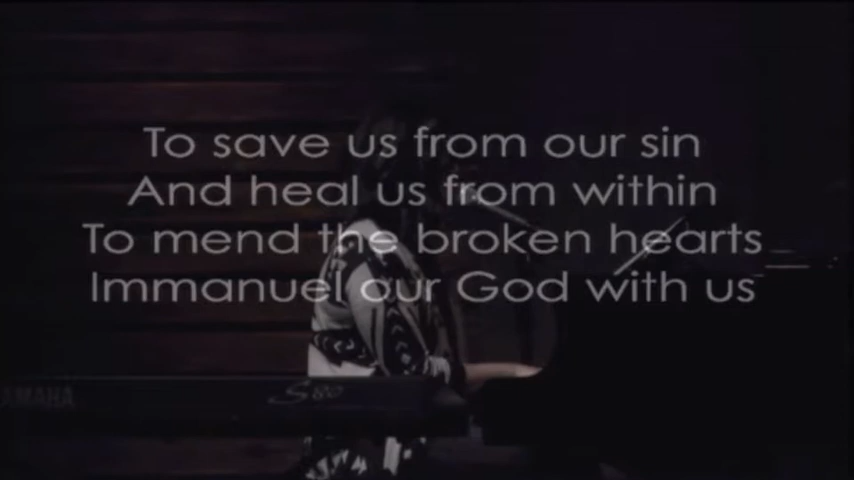 To save us from our sin
And heal us from within
To mend the broken hearts
Immanuel our God with us
YAMAHA
S80